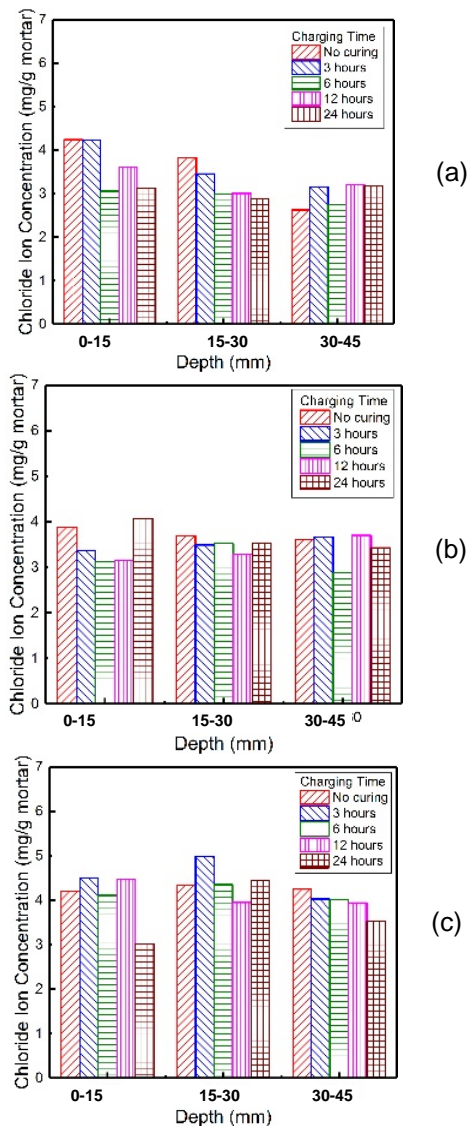 Chloride Ion Concentration (mg/g mortar)
7
6
5
4
3
2
1
0
Charging Time
No curing
3 hours
6 hours
12 hours
24 hours
0-15
15-30
30-45
Depth (mm)
(a)
Chloride Ion Concentration (mg/g mortar)
7
6
5
4
3
2
1
0
Charging Time
No curing
3 hours
6 hours
12 hours
24 hours
0-15
15-30
30-45
Depth (mm)
(b)
Chloride Ion Concentration (mg/g mortar)
7
6
5
4
3
2
1
0
Charging Time
No curing
3 hours
6 hours
12 hours
24 hours
0-15
15-30
30-45
Depth (mm)
(c)